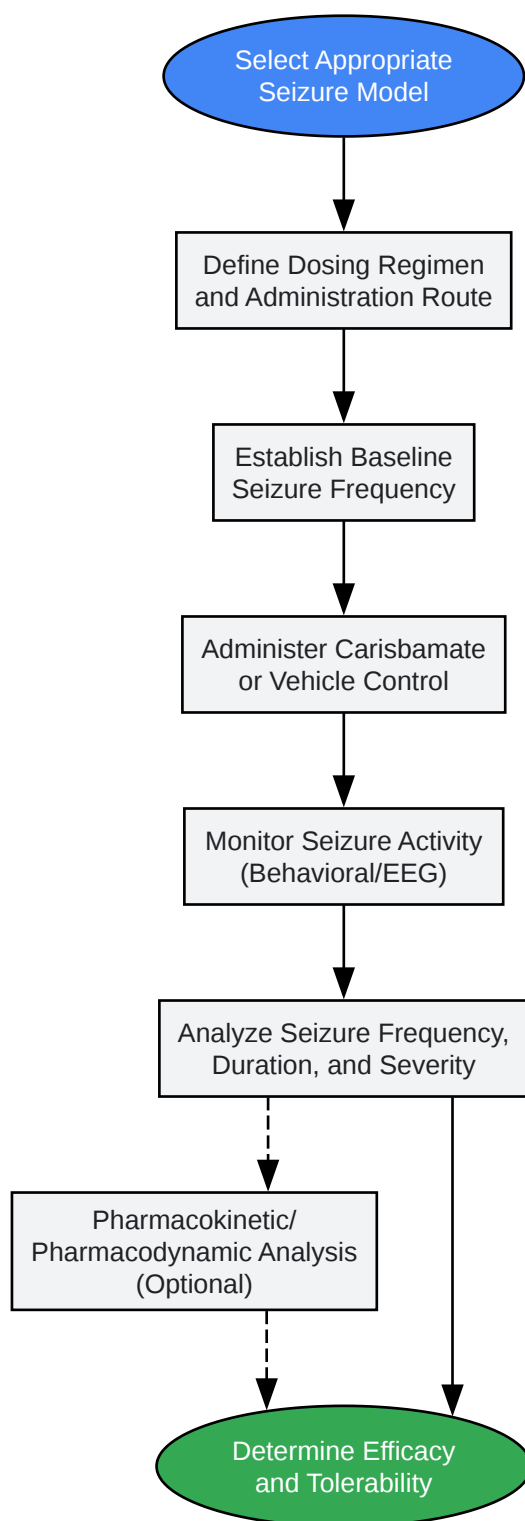 Select Appropriate
Seizure Model
Define Dosing Regimen
and Administration Route
Establish Baseline
Seizure Frequency
Administer Carisbamate
or Vehicle Control
Monitor Seizure Activity
(Behavioral/EEG)
Analyze Seizure Frequency,
Duration, and Severity
Pharmacokinetic/
Pharmacodynamic Analysis
(Optional)
Determine Efficacy
and Tolerability